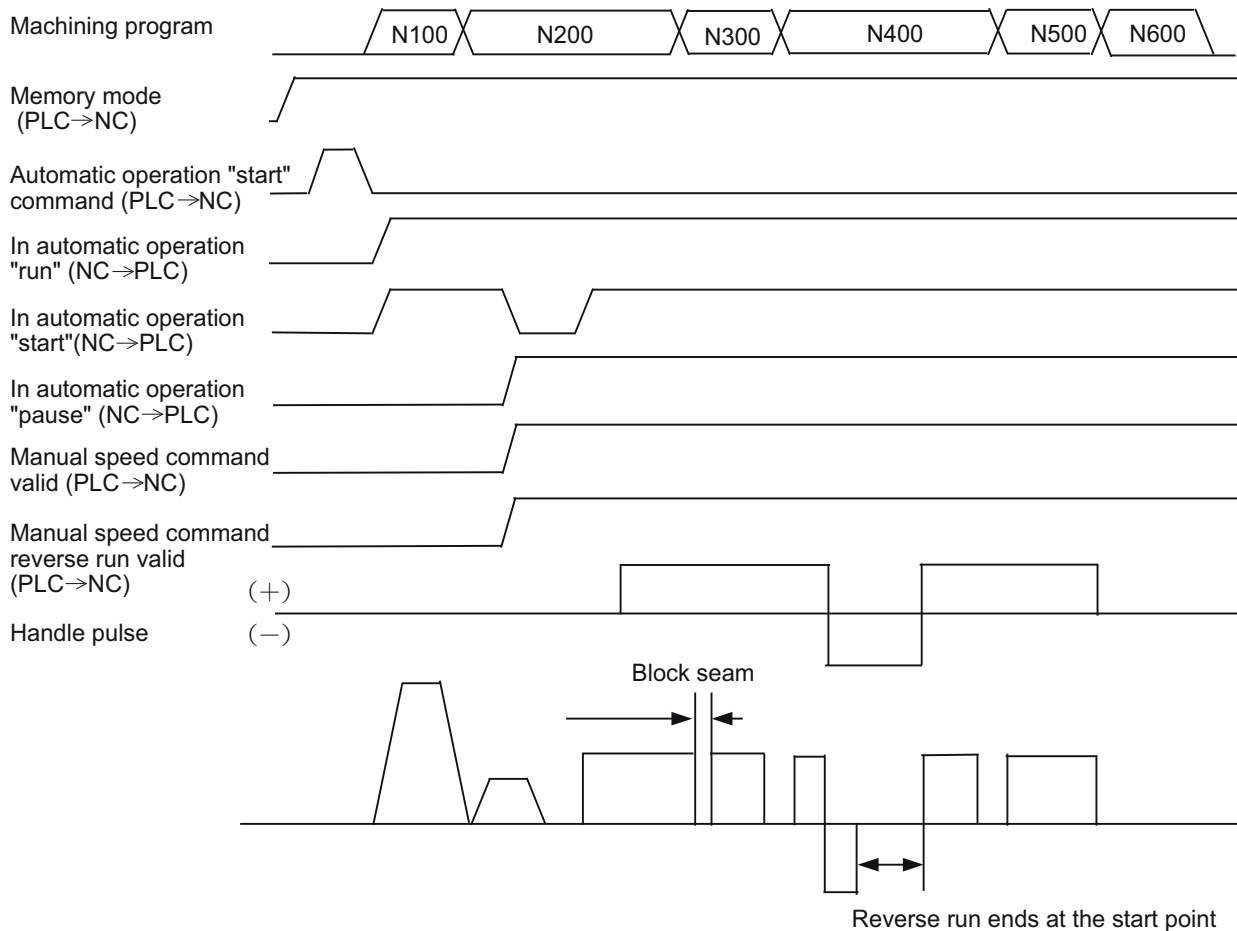 Machining program
N100 N200 N300 N400 N500 N600
Memory mode
(PLC→NC)
Automatic operation "start"
command (PLC→NC)
In automatic operation
"run" (NC→PLC)
In automatic operation
"start"(NC→PLC)
In automatic operation
"pause" (NC→PLC)
Manual speed command
valid (PLC→NC)
Manual speed command
reverse run valid
(PLC→NC)
(+)
Handle pulse (−)
Block seam
Reverse run ends at the start point